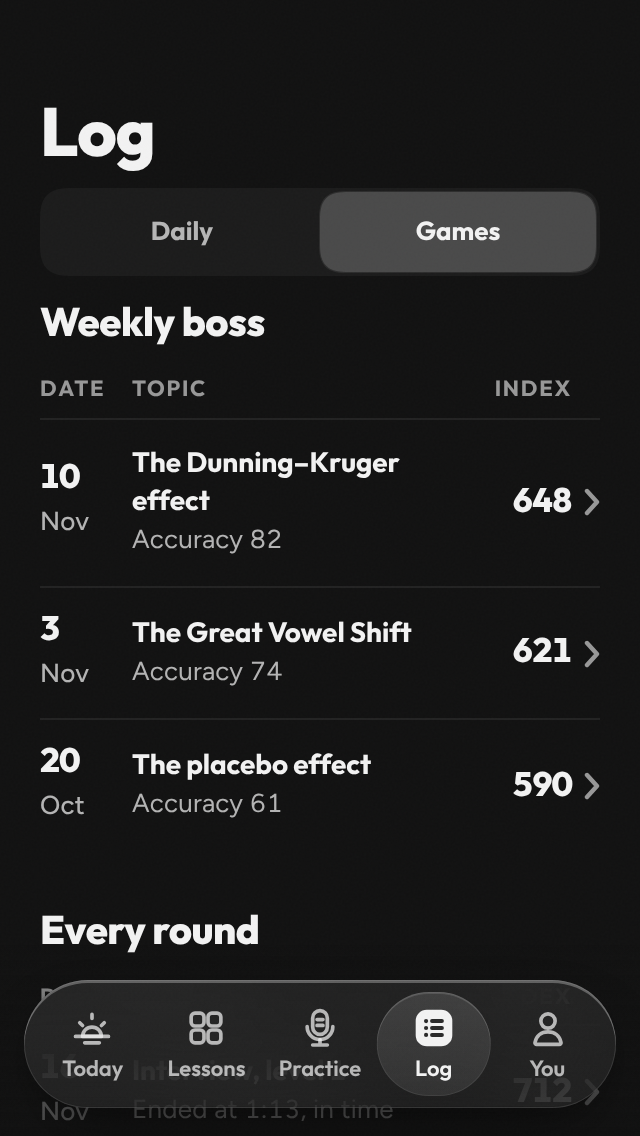 Log
Daily
Games
Weekly boss
DATE TOPIC INDEX
10
Nov
The Dunning–Kruger
effect
Accuracy 82
648
3
Nov
The Great Vowel Shift
Accuracy 74
621
20
Oct
The placebo effect
Accuracy 61
590
Every round
Today
Lessons
Practice
Log
You
712
Nov
Ended at 1:13, in time